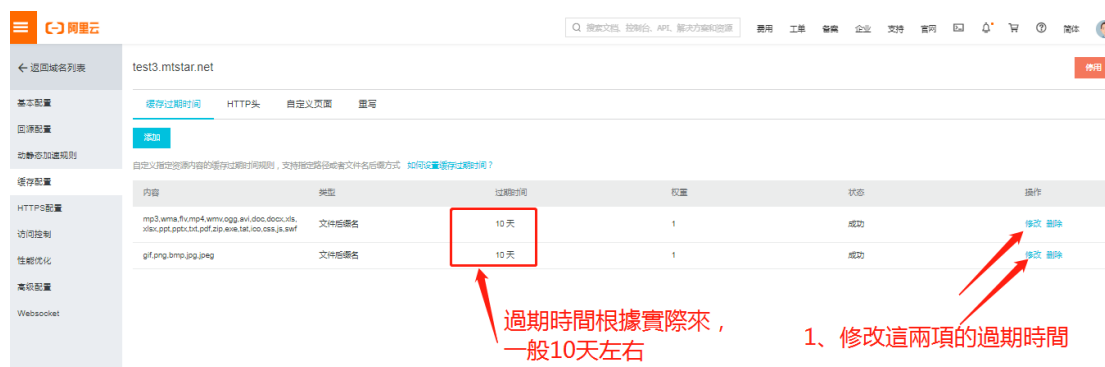 阿里云
搜索文档、控制台、API、解决方案和资源
费用 工单 备案 企业 支持 官网 简体
返回域名列表
test3.mtstar.net
停用
基本配置
回源配置
动静态加速规则
缓存配置
HTTPS配置
访问控制
性能优化
高级配置
Websocket
缓存过期时间 HTTP头 自定义页面 重写
添加
自定义指定资源内容的缓存过期时间规则，支持指定路径或者文件名后缀方式 如何设置缓存过期时间？
内容 类型 过期时间 权重 状态 操作
mp3,wma,flv,mp4,wmv,ogg,avi,doc,docx,xls,
xlsx,ppt,pptx,txt,pdf,zip,exe,tat,ico,css,js,swf
文件后缀名 10 天 1 成功 修改 删除
gif,png,bmp,jpg,jpeg 文件后缀名 10 天 1 成功 修改 删除
過期時間根據實際來，
一般10天左右
1、修改這兩項的過期時間